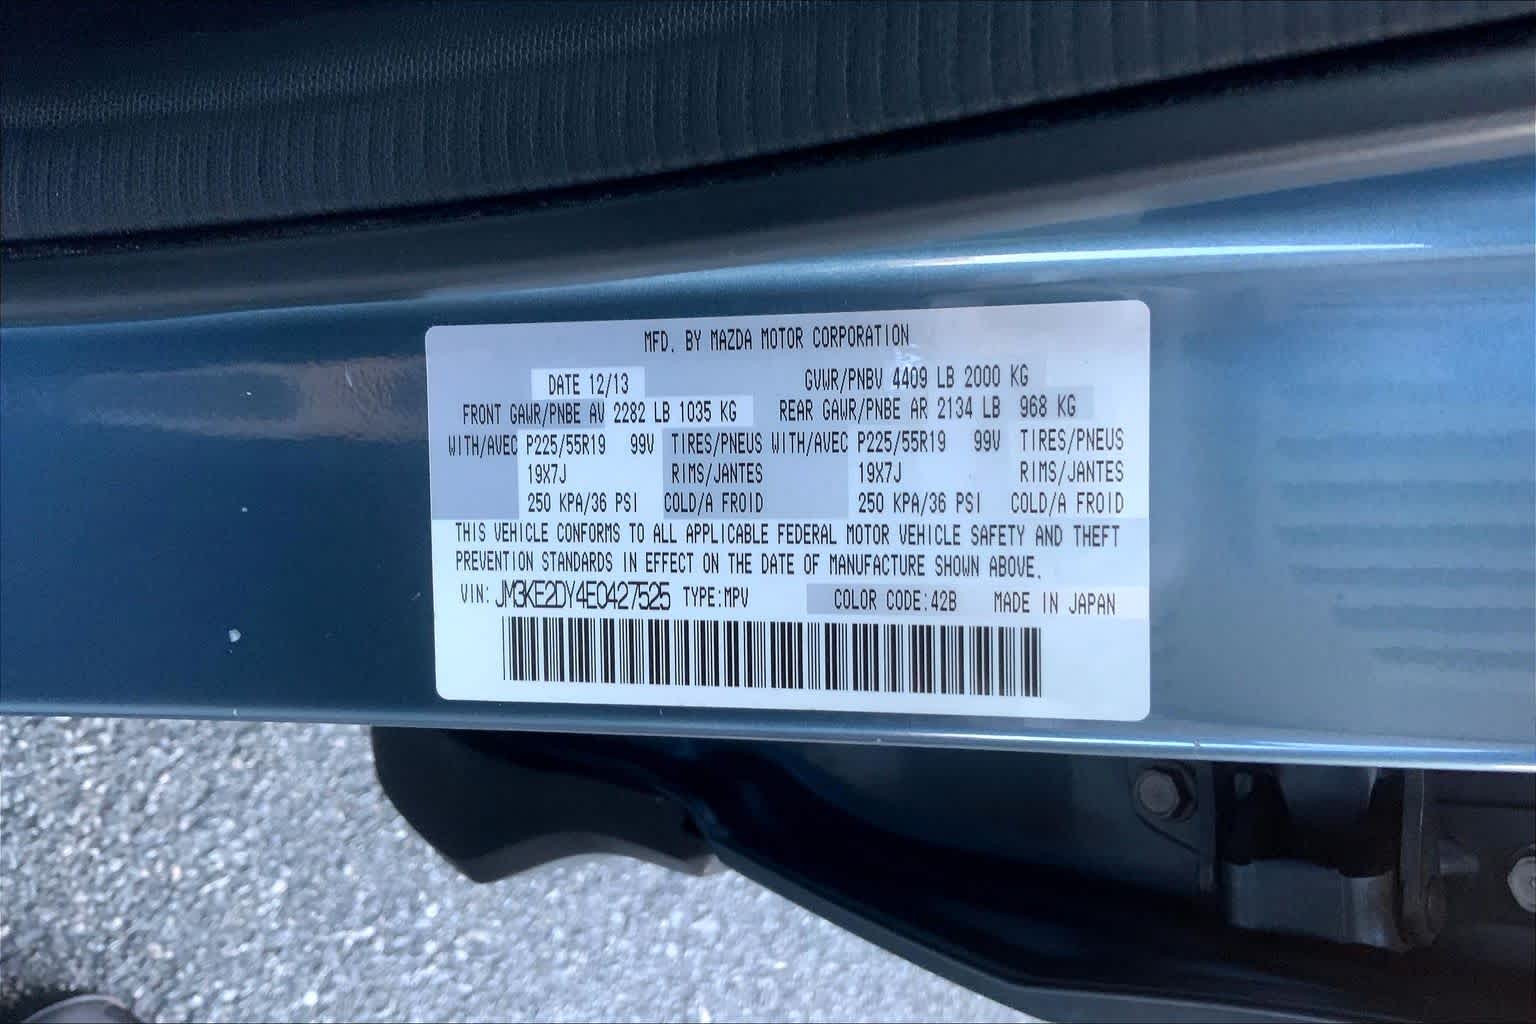 MFD. BY MAZDA MOTOR CORPORATION
DATE 12/13 GVWR/PNBV 4409 LB 2000 KG
FRONT GAWR/PNBE AV 2282 LB 1035 KG REAR GAWR/PNBE AR 2134 LB 968 KG
WITH/AVEC P225/55R19 99V TIRES/PNEUS WITH/AVEC P225/55R19 99V TIRES/PNEUS
19X7J RIMS/JANTES 19X7J RIMS/JANTES
250 KPA/36 PSI COLD/A FROID 250 KPA/36 PSI COLD/A FROID
THIS VEHICLE CONFORMS TO ALL APPLICABLE FEDERAL MOTOR VEHICLE SAFETY AND THEFT
PREVENTION STANDARDS IN EFFECT ON THE DATE OF MANUFACTURE SHOWN ABOVE.
VIN: JM3KE2DY4E0427525 TYPE:MPV COLOR CODE:42B MADE IN JAPAN